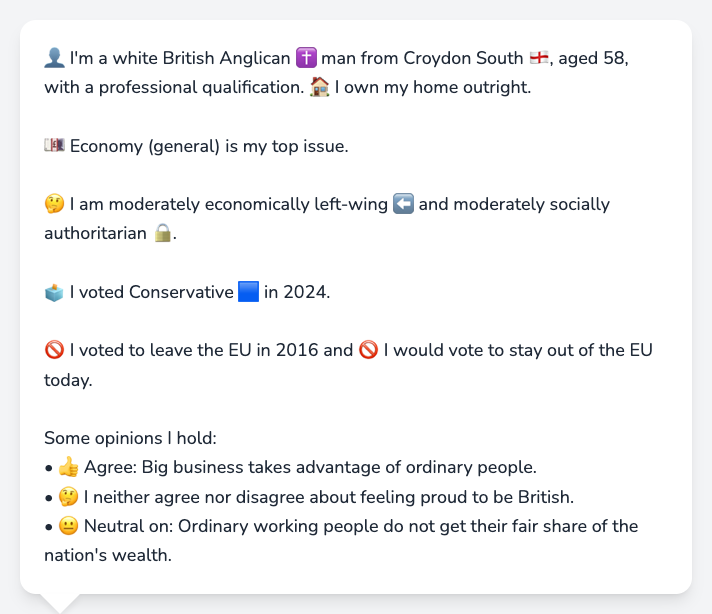 👤 I'm a white British Anglican ✝️ man from Croydon South 🏴󠁧󠁢󠁥󠁮󠁧󠁿, aged 58,
with a professional qualification. 🏠 I own my home outright.
💷 Economy (general) is my top issue.
🤔 I am moderately economically left-wing ⬅️ and moderately socially
authoritarian 🔒.
🗳️ I voted Conservative 🟦 in 2024.
🚫 I voted to leave the EU in 2016 and 🚫 I would vote to stay out of the EU
today.
Some opinions I hold:
• 👍 Agree: Big business takes advantage of ordinary people.
• 🤔 I neither agree nor disagree about feeling proud to be British.
• 😐 Neutral on: Ordinary working people do not get their fair share of the
nation's wealth.